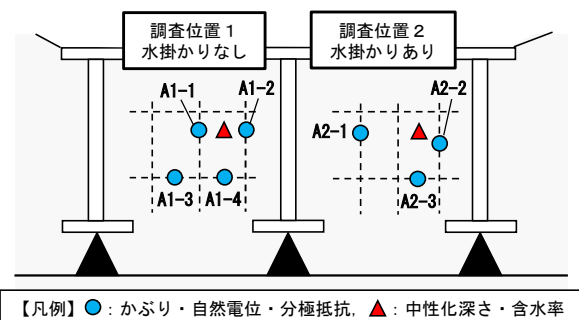 調査位置1
水掛かりなし
調査位置2
水掛かりあり
A1-1
A1-2
A1-3
A1-4
A2-1
A2-2
A2-3
【凡例】●：かぶり・自然電位・分極抵抗，▲：中性化深さ・含水率